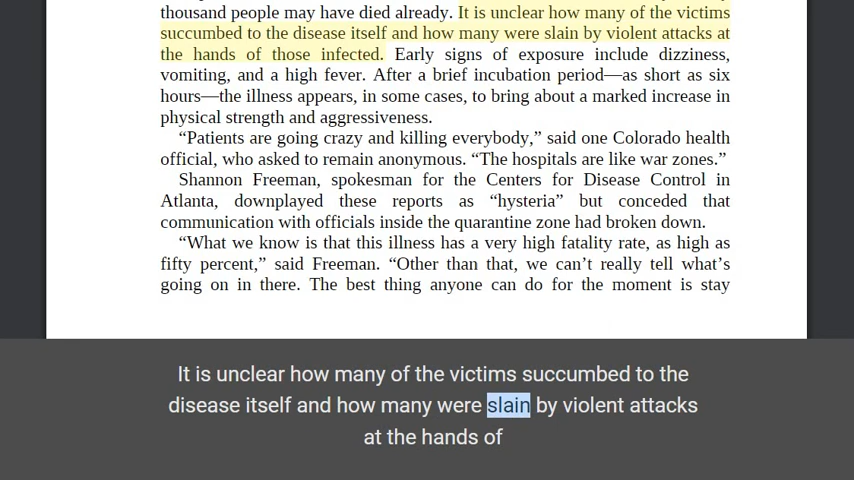 thousand people may have died already. It is unclear how many of the victims
succumbed to the disease itself and how many were slain by violent attacks at
the hands of those infected. Early signs of exposure include dizziness,
vomiting, and a high fever. After a brief incubation period—as short as six
hours—the illness appears, in some cases, to bring about a marked increase in
physical strength and aggressiveness.
“Patients are going crazy and killing everybody,” said one Colorado health
official, who asked to remain anonymous. “The hospitals are like war zones.”
Shannon Freeman, spokesman for the Centers for Disease Control in
Atlanta, downplayed these reports as “hysteria” but conceded that
communication with officials inside the quarantine zone had broken down.
“What we know is that this illness has a very high fatality rate, as high as
fifty percent,” said Freeman. “Other than that, we can’t really tell what’s
going on in there. The best thing anyone can do for the moment is stay
It is unclear how many of the victims succumbed to the
disease itself and how many were slain by violent attacks
at the hands of